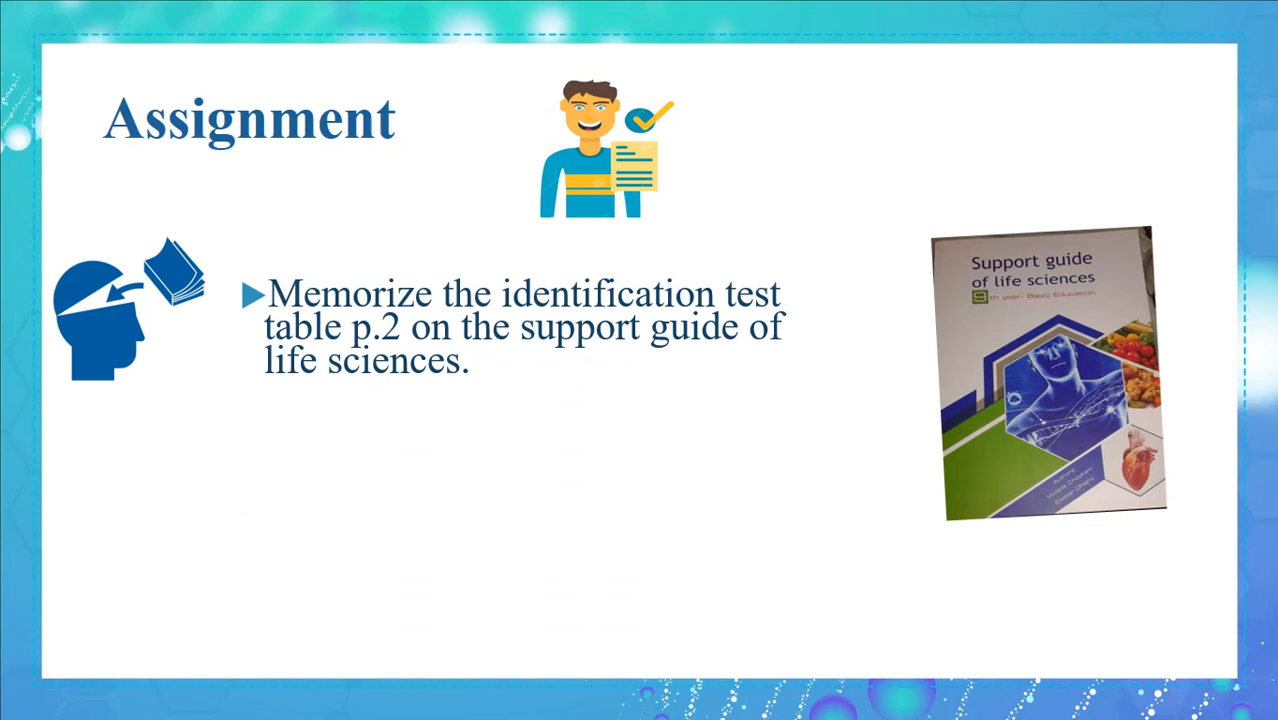 Assignment
Memorize the identification test
table p.2 on the support guide of
life sciences.
Support guide
of life sciences
9th year- Basic Education
Authors: